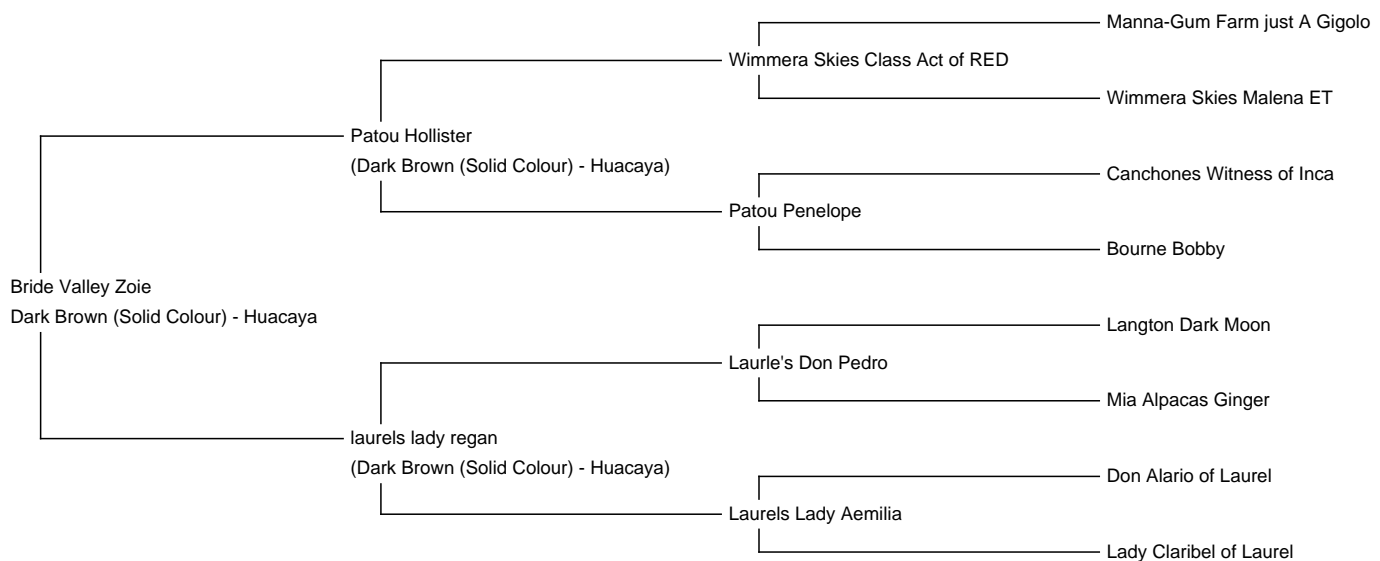 Manna-Gum Farm just A Gigolo
Wimmera Skies Class Act of RED
Wimmera Skies Malena ET
Patou Hollister
(Dark Brown (Solid Colour) - Huacaya)
Canchones Witness of Inca
Patou Penelope
Bourne Bobby
Bride Valley Zoie
Dark Brown (Solid Colour) - Huacaya
Langton Dark Moon
Laurle's Don Pedro
Mia Alpacas Ginger
laurels lady regan
(Dark Brown (Solid Colour) - Huacaya)
Don Alario of Laurel
Laurels Lady Aemilia
Lady Claribel of Laurel